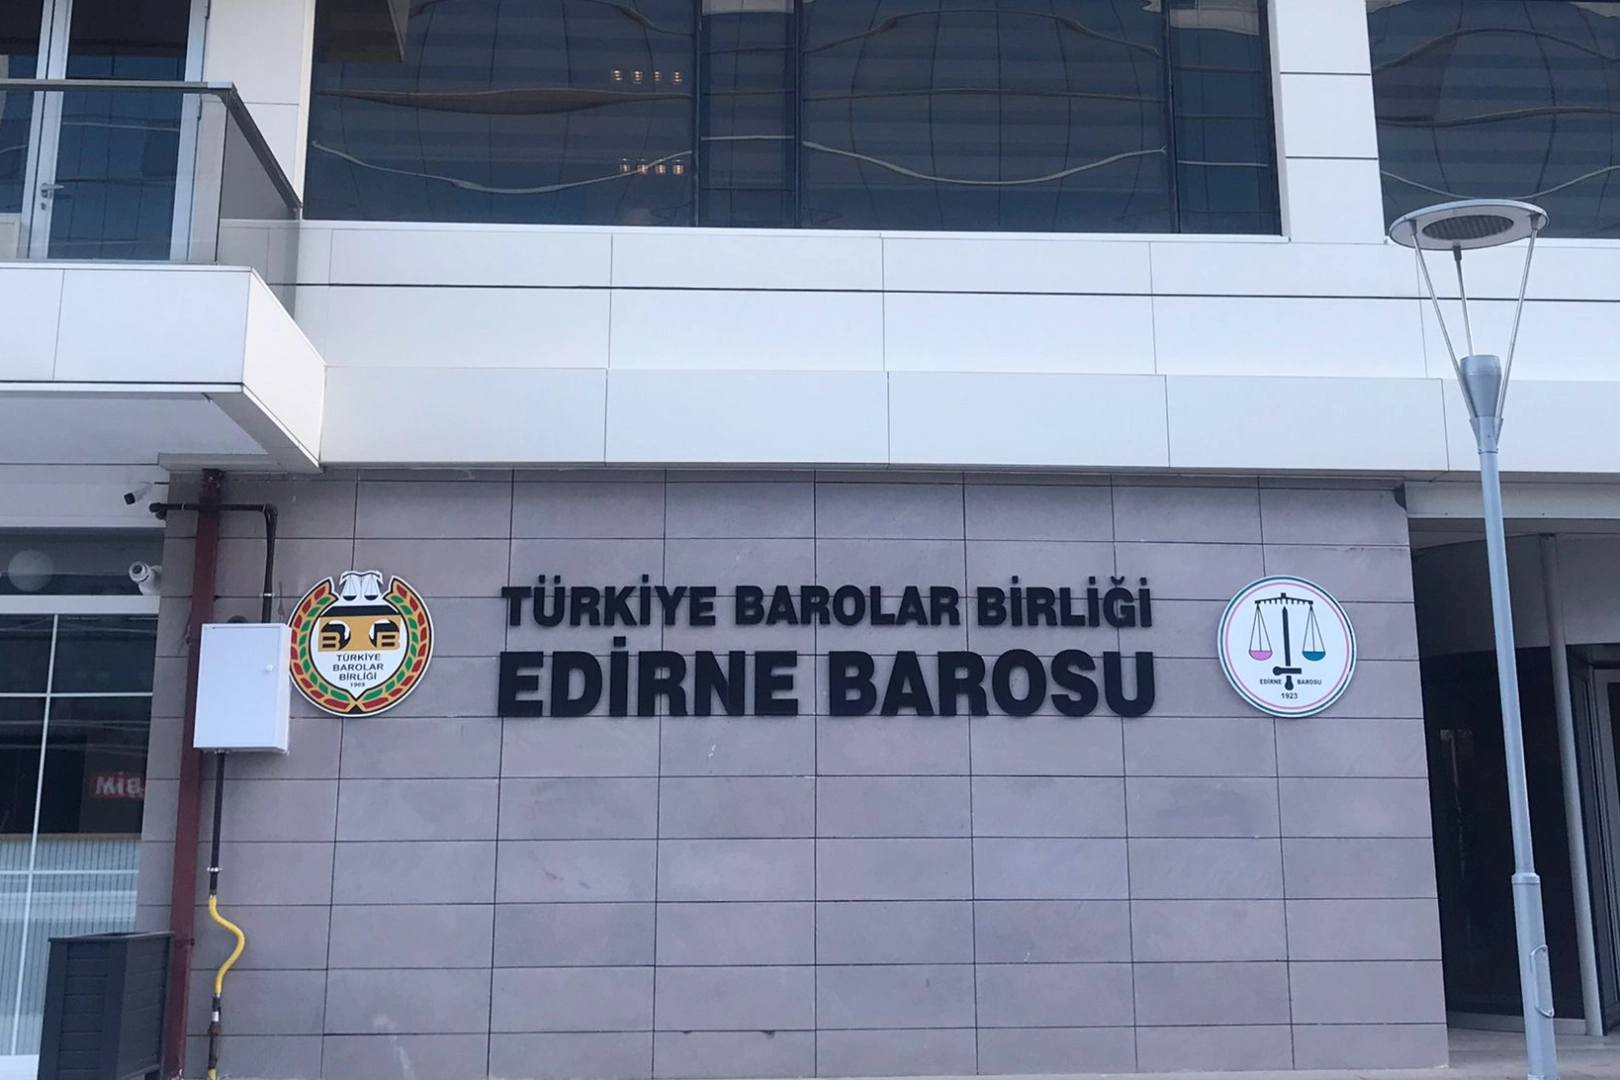 TÜRKİYE BAROLAR BİRLİĞİ
EDİRNE BAROSU
B B
TÜRKİYE
BAROLAR
BİRLİĞİ
1969
EDİRNE BAROSU
1923